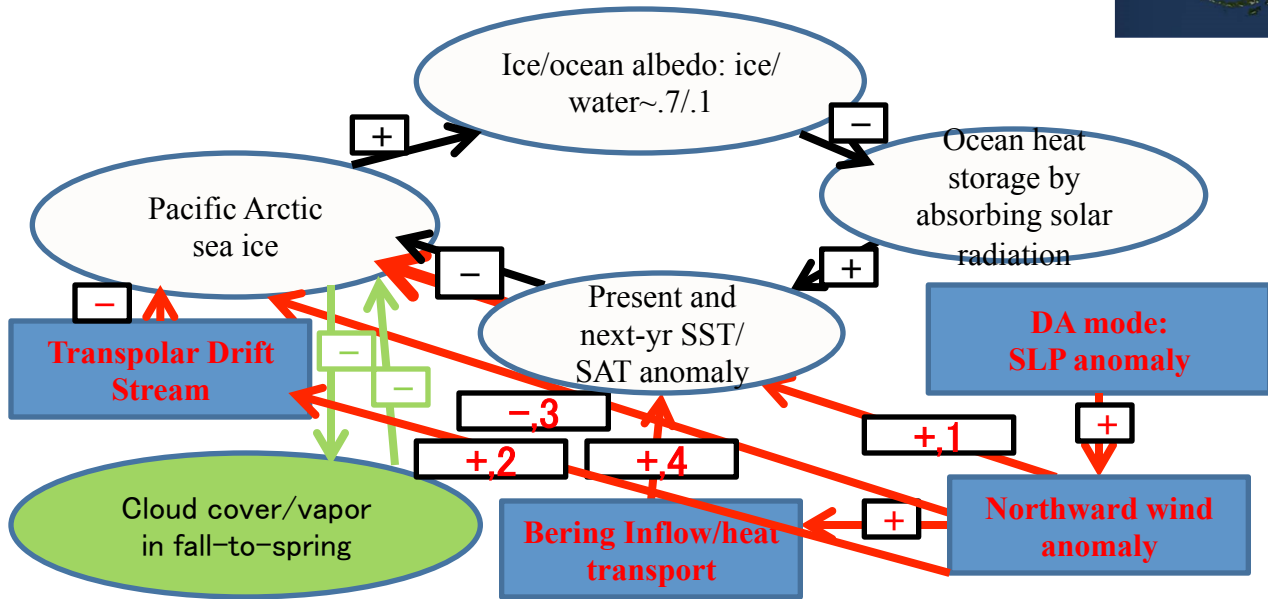 Ice/ocean albedo: ice/
water~.7/.1
+
−
Ocean heat
storage by
absorbing solar
radiation
Pacific Arctic
sea ice
−
+
−
Present and
next-yr SST/
SAT anomaly
DA mode:
SLP anomaly
Transpolar Drift
Stream
−
−
−,3
+,1
+
+,2
+,4
Cloud cover/vapor
in fall-to-spring
Bering Inflow/heat
transport
+
Northward wind
anomaly